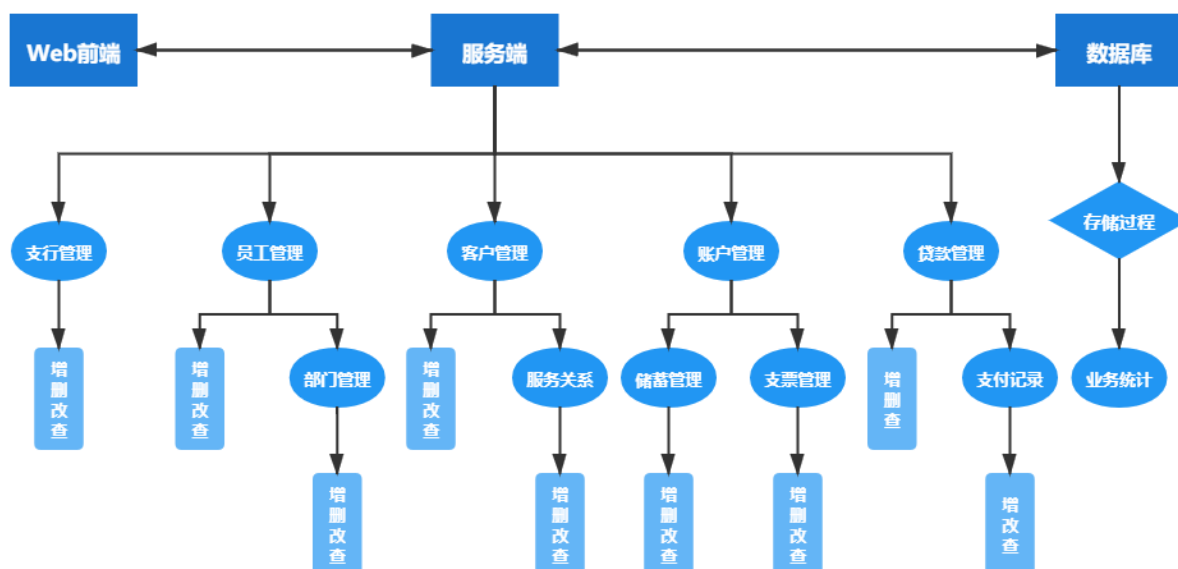 Web前端
服务端
数据库
支行管理
员工管理
客户管理
账户管理
贷款管理
存储过程
增删改查
增删改查
部门管理
增删改查
服务关系
储蓄管理
支票管理
增删查
支付记录
业务统计
增删改查
增删改查
增删改查
增删改查
增改查